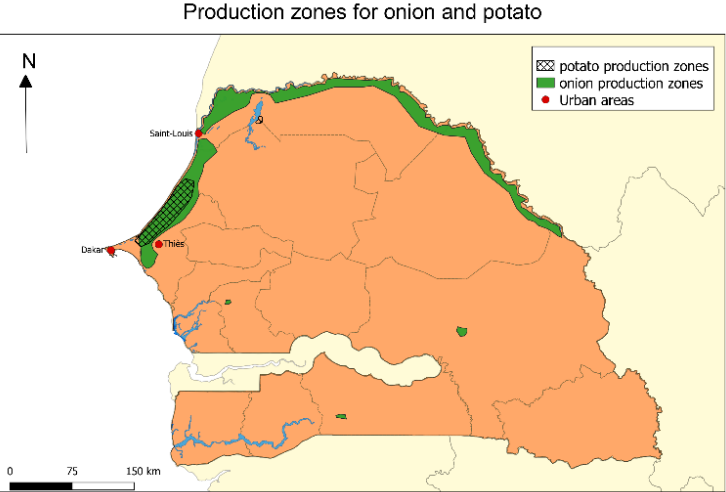 Production zones for onion and potato
N
potato production zones
onion production zones
Urban areas
Saint-Louis
Dakar
Thiès
0 75 150 km